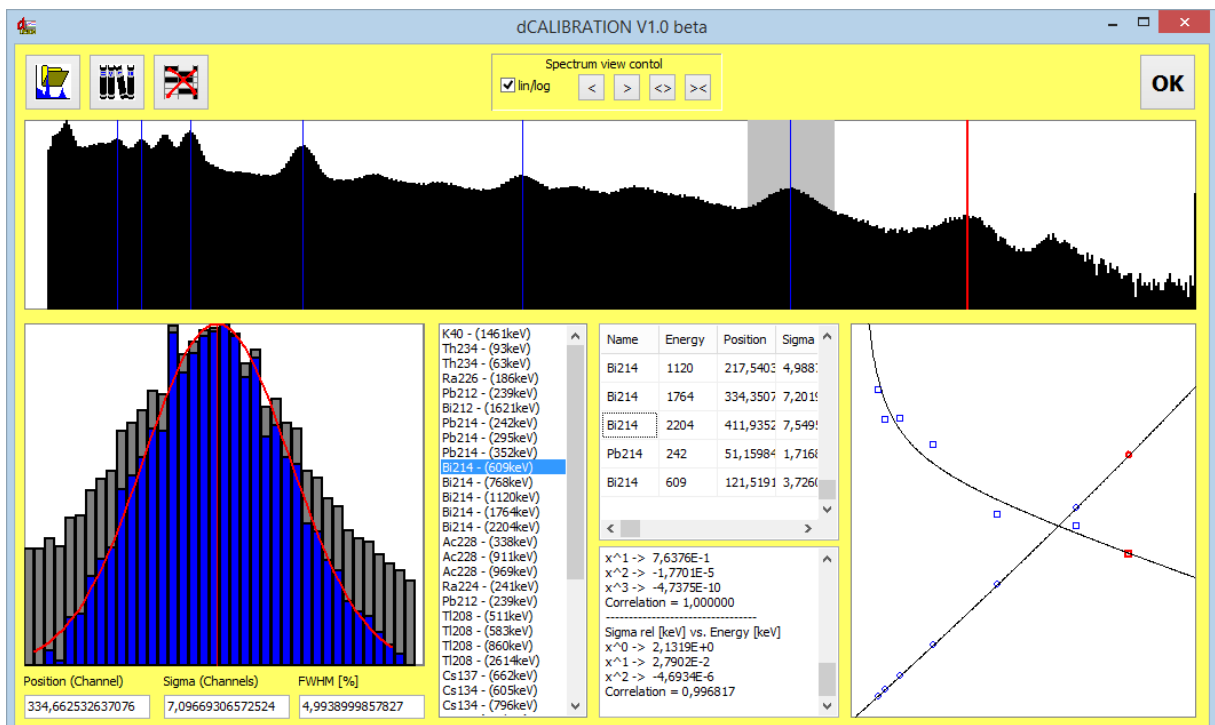 dCALIBRATION V1.0 beta
Spectrum view contol
lin/log
<
>
<>
><
OK
K40 - (1461keV)
Th234 - (93keV)
Th234 - (63keV)
Ra226 - (186keV)
Pb212 - (239keV)
Bi212 - (1621keV)
Pb214 - (242keV)
Pb214 - (295keV)
Pb214 - (352keV)
Bi214 - (609keV)
Bi214 - (768keV)
Bi214 - (1120keV)
Bi214 - (1764keV)
Bi214 - (2204keV)
Ac228 - (338keV)
Ac228 - (911keV)
Ac228 - (969keV)
Ra224 - (241keV)
Pb212 - (239keV)
Tl208 - (511keV)
Tl208 - (583keV)
Tl208 - (860keV)
Tl208 - (2614keV)
Cs137 - (662keV)
Cs134 - (605keV)
Cs134 - (796keV)
Name Energy Position Sigma
Bi214 1120 217,5403 4,988
Bi214 1764 334,3507 7,2019
Bi214 2204 411,9352 7,549
Pb214 242 51,15984 1,7168
Bi214 609 121,5191 3,7260
x^1 -> 7,6376E-1
x^2 -> -1,7701E-5
x^3 -> -4,7375E-10
Correlation = 1,000000
---------------------------------
Sigma rel [keV] vs. Energy [keV]
x^0 -> 2,1319E+0
x^1 -> 2,7902E-2
x^2 -> -4,6934E-6
Correlation = 0,996817
Position (Channel) Sigma (Channels) FWHM [%]
334,662532637076 7,09669306572524 4,9938999857827